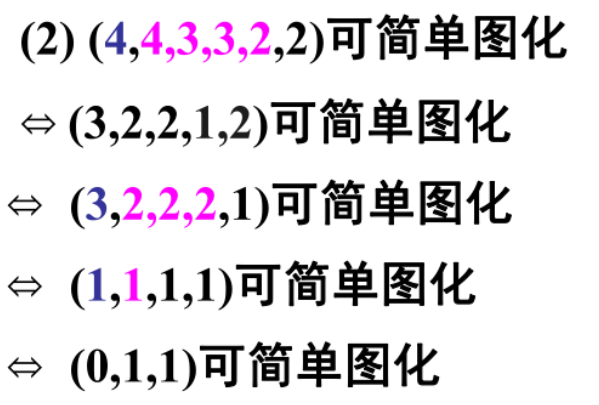 (2) (4,4,3,3,2,2)可简单图化
⇔ (3,2,2,1,2)可简单图化
⇔ (3,2,2,2,1)可简单图化
⇔ (1,1,1,1)可简单图化
⇔ (0,1,1)可简单图化